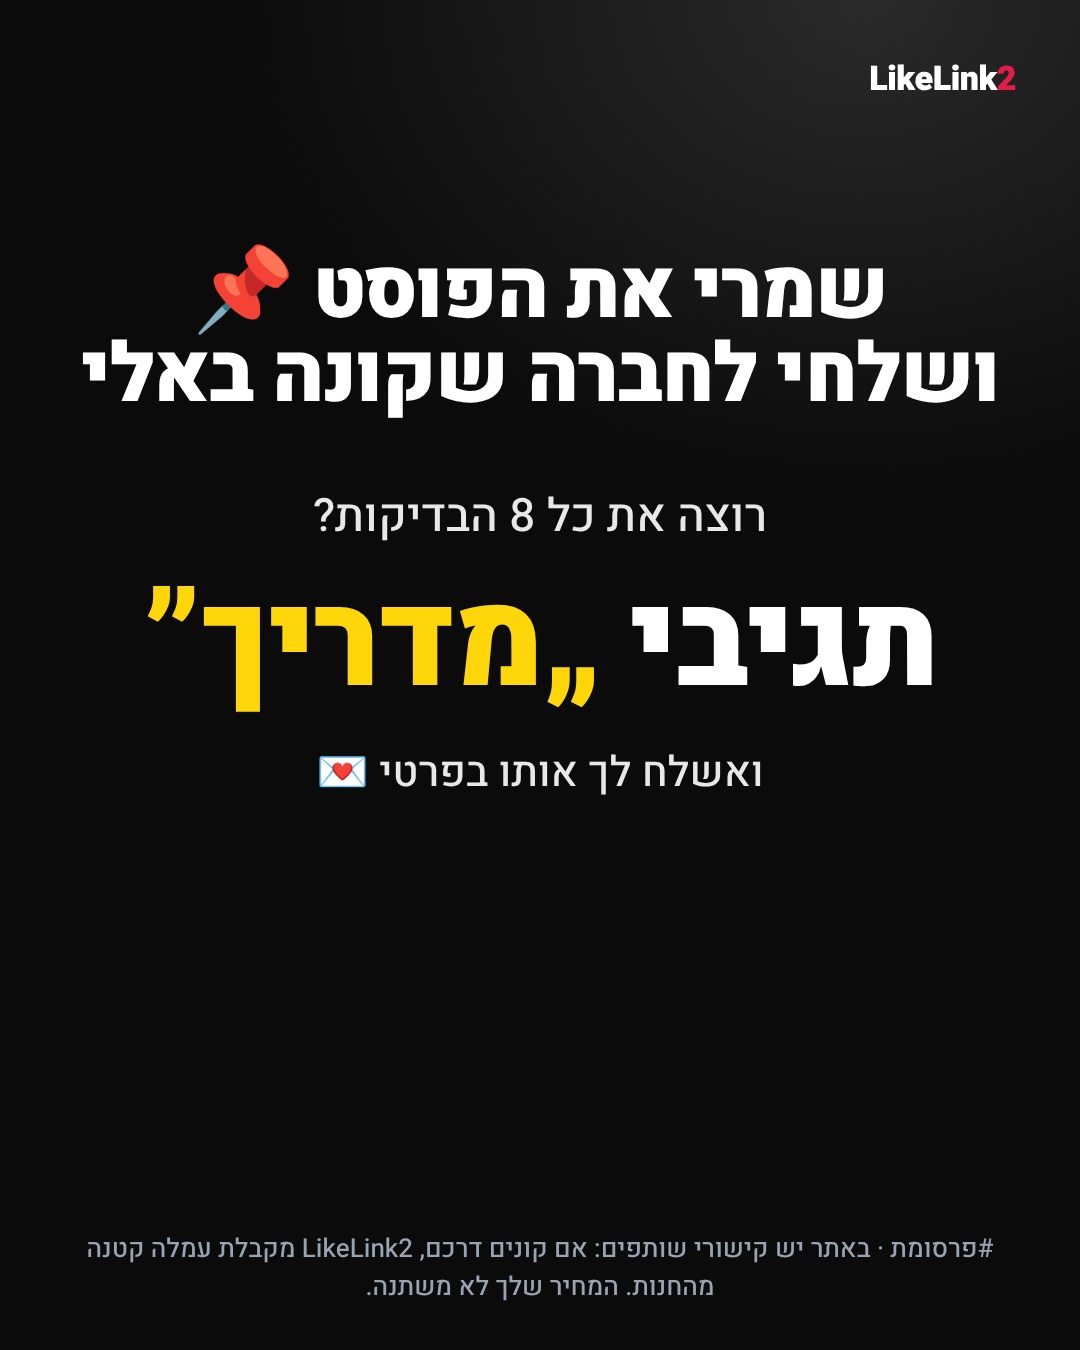 LikeLink2
שמרי את הפוסט 📌
ושלחי לחברה שקונה באלי
רוצה את כל 8 הבדיקות?
תגיבי „מדריך”
ואשלח לך אותו בפרטי 💌
#פרסומת · באתר יש קישורי שותפים: אם קונים דרכם, LikeLink2 מקבלת עמלה קטנה
מהחנות. המחיר שלך לא משתנה.